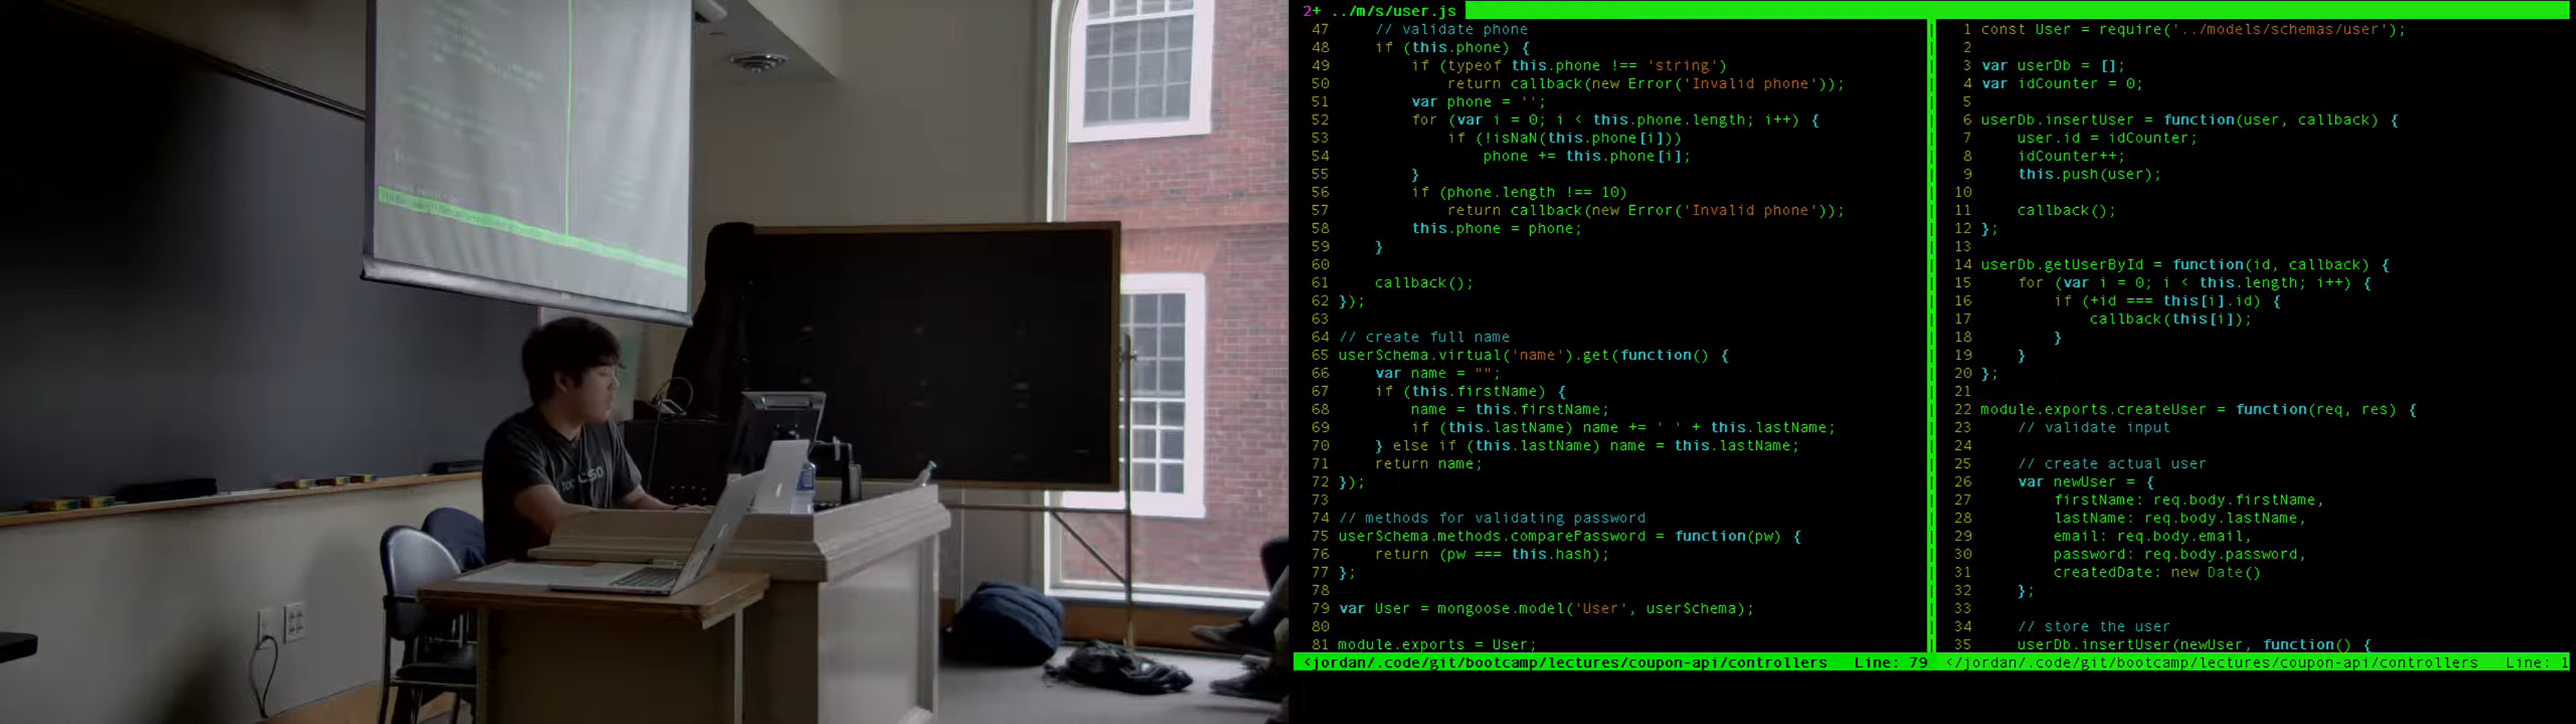 CS50
2+ ../m/s/user.js
47 // validate phone
48 if (this.phone) {
49 if (typeof this.phone !== 'string')
50 return callback(new Error('Invalid phone'));
51 var phone = '';
52 for (var i = 0; i < this.phone.length; i++) {
53 if (!isNaN(this.phone[i]))
54 phone += this.phone[i];
55 }
56 if (phone.length !== 10)
57 return callback(new Error('Invalid phone'));
58 this.phone = phone;
59 }
60
61 callback();
62 });
63
64 // create full name
65 userSchema.virtual('name').get(function() {
66 var name = "";
67 if (this.firstName) {
68 name = this.firstName;
69 if (this.lastName) name += ' ' + this.lastName;
70 } else if (this.lastName) name = this.lastName;
71 return name;
72 });
73
74 // methods for validating password
75 userSchema.methods.comparePassword = function(pw) {
76 return (pw === this.hash);
77 };
78
79 var User = mongoose.model('User', userSchema);
80
81 module.exports = User;
<jordan/.code/git/bootcamp/lectures/coupon-api/controllers Line: 79
1 const User = require('../models/schemas/user');
2
3 var userDb = [];
4 var idCounter = 0;
5
6 userDb.insertUser = function(user, callback) {
7 user.id = idCounter;
8 idCounter++;
9 this.push(user);
10
11 callback();
12 };
13
14 userDb.getUserById = function(id, callback) {
15 for (var i = 0; i < this.length; i++) {
16 if (+id === this[i].id) {
17 callback(this[i]);
18 }
19 }
20 };
21
22 module.exports.createUser = function(req, res) {
23 // validate input
24
25 // create actual user
26 var newUser = {
27 firstName: req.body.firstName,
28 lastName: req.body.lastName,
29 email: req.body.email,
30 password: req.body.password,
31 createdDate: new Date()
32 };
33
34 // store the user
35 userDb.insertUser(newUser, function() {
</jordan/.code/git/bootcamp/lectures/coupon-api/controllers Line: 1